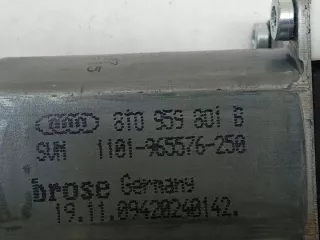 8T0 959 801 B
SVM 1101-965576-250
brose Germany
19.11.09420240142.